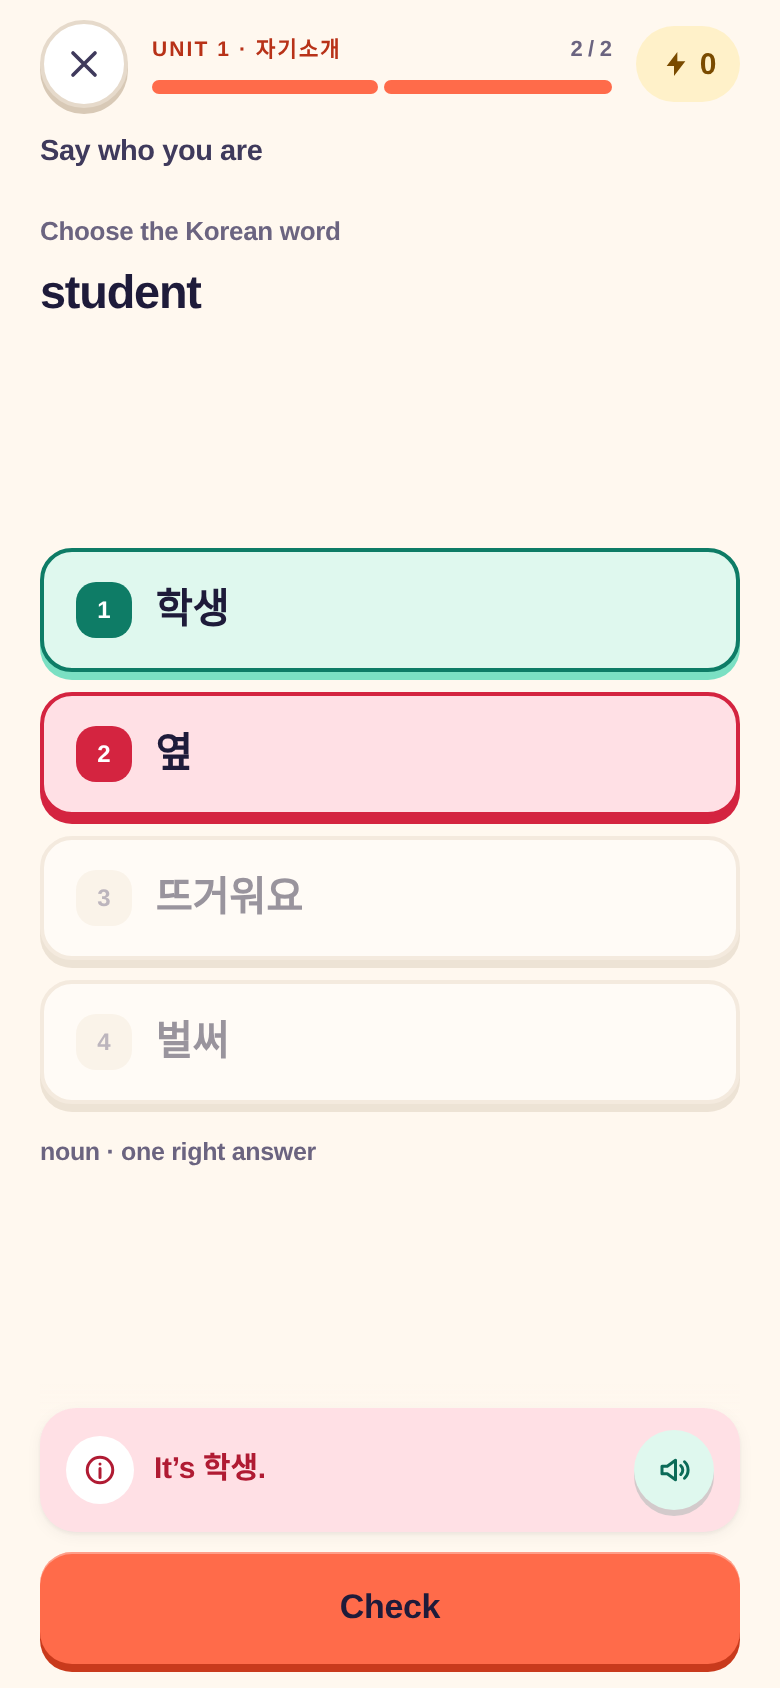 UNIT 1 · 자기소개
2 / 2
0
Say who you are
Choose the Korean word
student
1 학생
2 옆
3 뜨거워요
4 벌써
noun · one right answer
It’s 학생.
Check